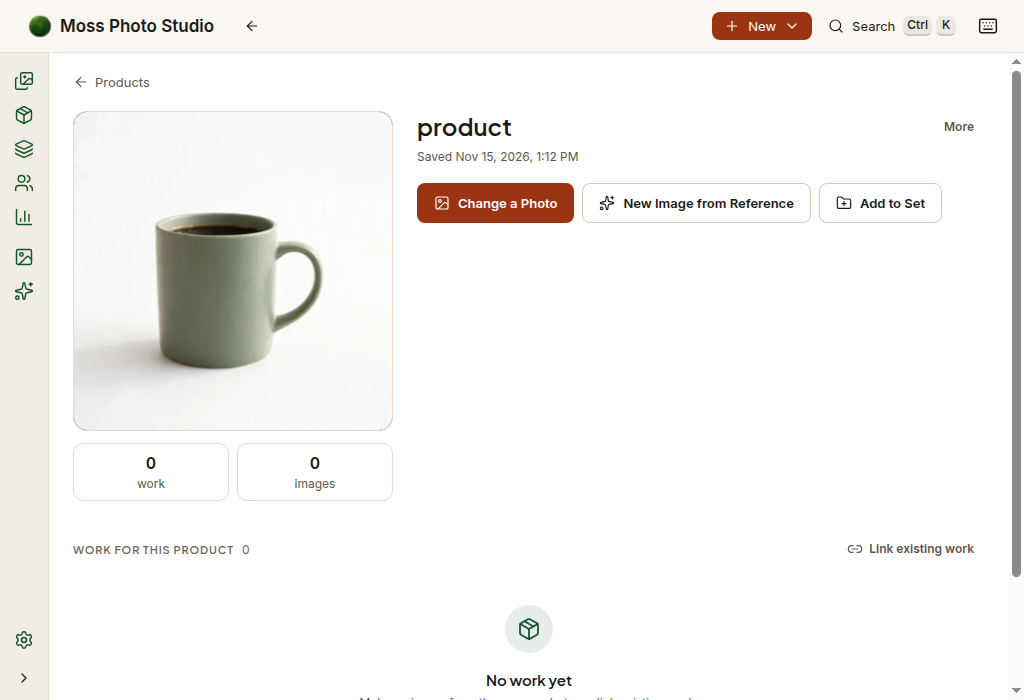 Moss Photo Studio
New
Search Ctrl K
Products
product
More
Saved Nov 15, 2026, 1:12 PM
Change a Photo
New Image from Reference
Add to Set
0
work
0
images
WORK FOR THIS PRODUCT 0
Link existing work
No work yet